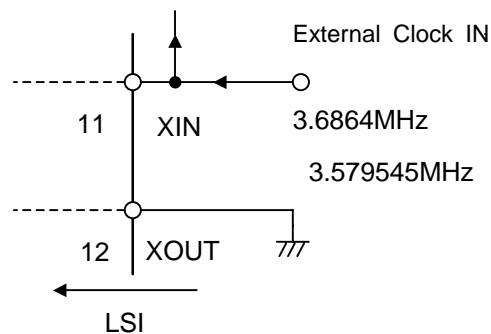 External Clock IN
11 XIN
3.6864MHz
3.579545MHz
12 XOUT
LSI